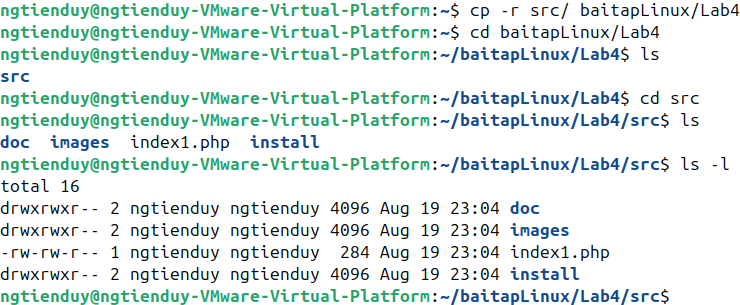 ngtienduy@ngtienduy-VMware-Virtual-Platform:~$ cp -r src/ baitapLinux/Lab4
ngtienduy@ngtienduy-VMware-Virtual-Platform:~$ cd baitapLinux/Lab4
ngtienduy@ngtienduy-VMware-Virtual-Platform:~/baitapLinux/Lab4$ ls
src
ngtienduy@ngtienduy-VMware-Virtual-Platform:~/baitapLinux/Lab4$ cd src
ngtienduy@ngtienduy-VMware-Virtual-Platform:~/baitapLinux/Lab4/src$ ls
doc  images  index1.php  install
ngtienduy@ngtienduy-VMware-Virtual-Platform:~/baitapLinux/Lab4/src$ ls -l
total 16
drwxrwxr-- 2 ngtienduy ngtienduy 4096 Aug 19 23:04 doc
drwxrwxr-- 2 ngtienduy ngtienduy 4096 Aug 19 23:04 images
-rw-rw-r-- 1 ngtienduy ngtienduy  284 Aug 19 23:04 index1.php
drwxrwxr-- 2 ngtienduy ngtienduy 4096 Aug 19 23:04 install
ngtienduy@ngtienduy-VMware-Virtual-Platform:~/baitapLinux/Lab4/src$